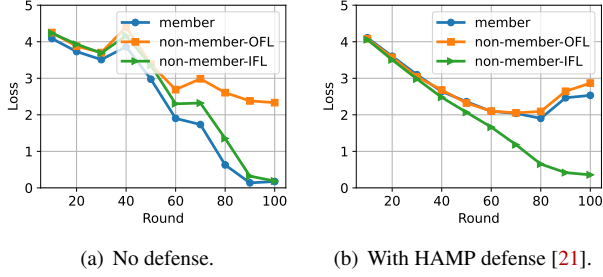 5
4
3
2
1
0
Loss
20
40
60
80
100
Round
member
non-member-OFL
non-member-IFL
(a) No defense.
5
4
3
2
1
0
Loss
20
40
60
80
100
Round
member
non-member-OFL
non-member-IFL
(b) With HAMP defense [21].